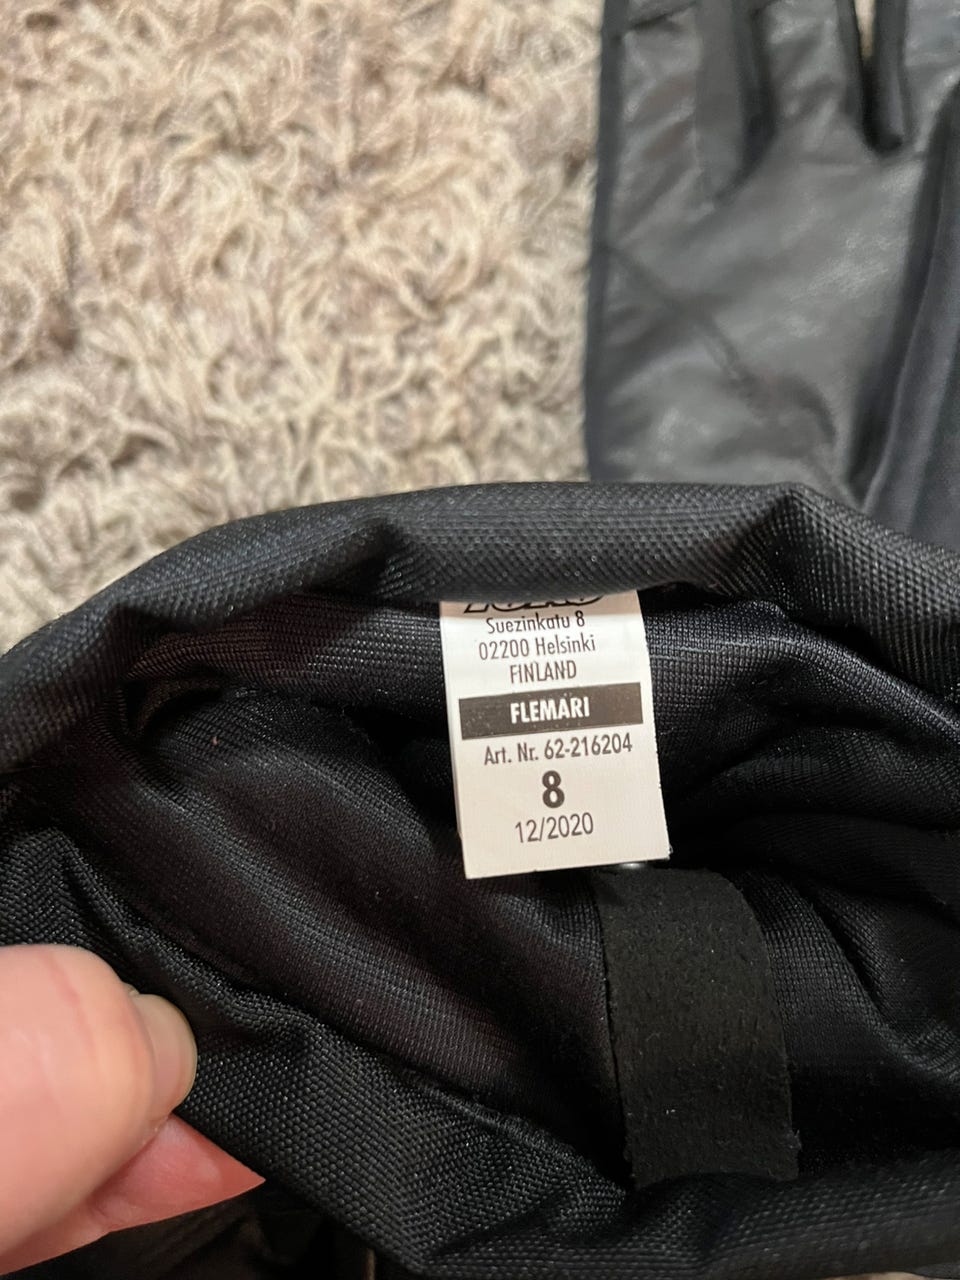 Suezinkatu 8
02200 Helsinki
FINLAND
FLEMARI
Art. Nr. 62-216204
8
12/2020